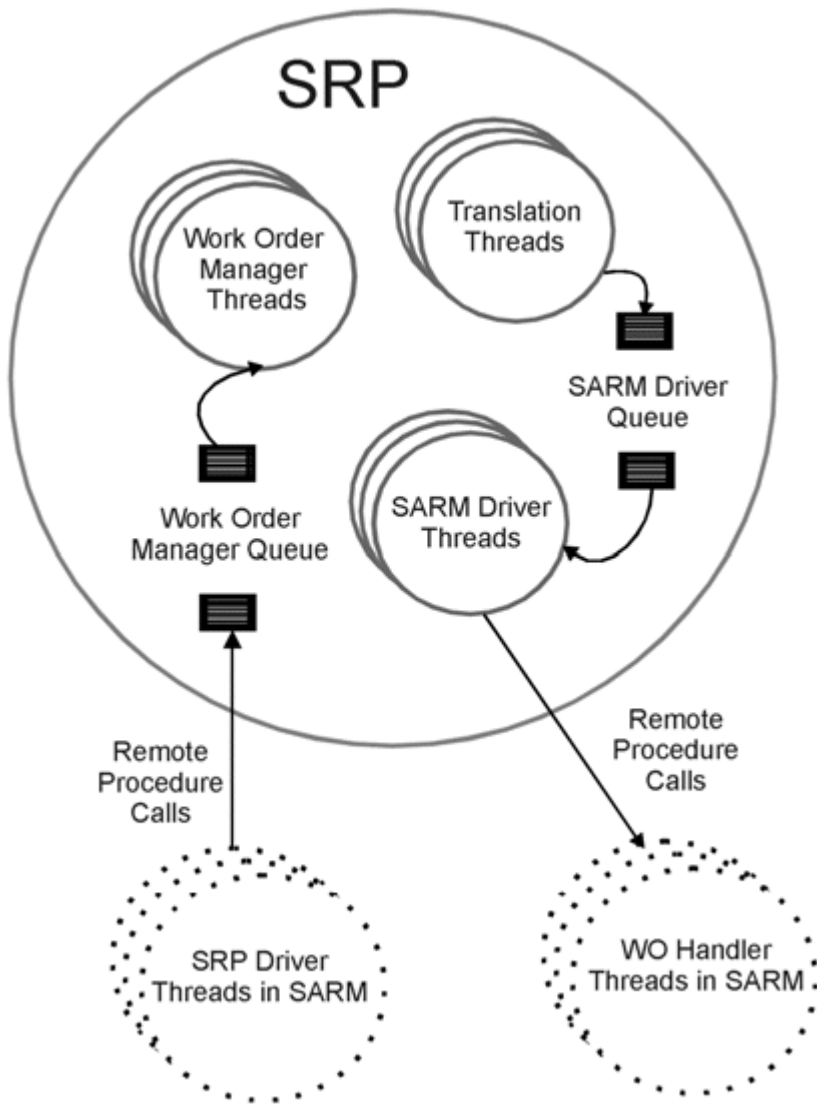 SRP
Work Order
Manager
Threads
Translation
Threads
SARM Driver
Queue
SARM Driver
Threads
Work Order
Manager Queue
Remote
Procedure
Calls
Remote
Procedure
Calls
SRP Driver
Threads in SARM
WO Handler
Threads in SARM